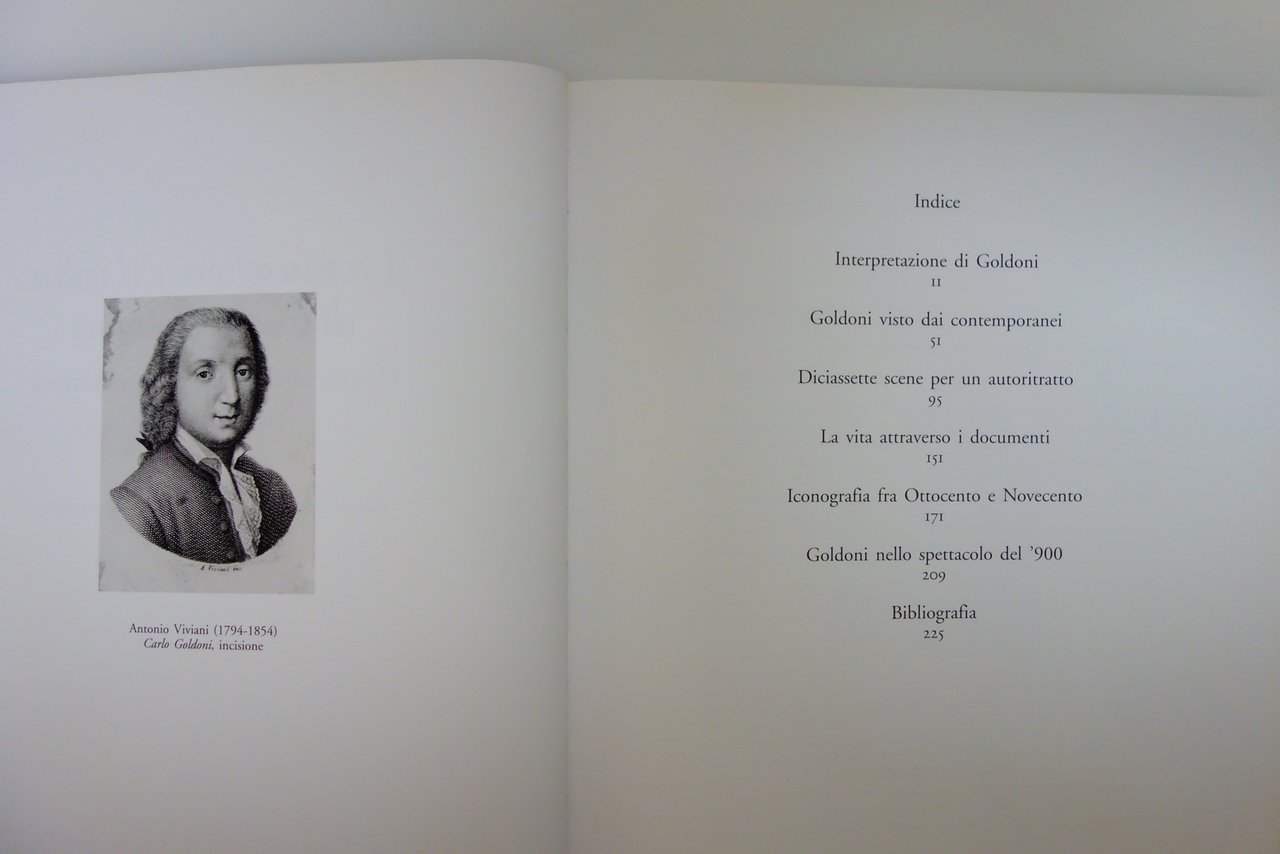 A. Viviani inc.
Antonio Viviani (1794-1854)
Carlo Goldoni, incisione
Indice
Interpretazione di Goldoni
11
Goldoni visto dai contemporanei
51
Diciassette scene per un autoritratto
95
La vita attraverso i documenti
151
Iconografia fra Ottocento e Novecento
171
Goldoni nello spettacolo del '900
209
Bibliografia
225